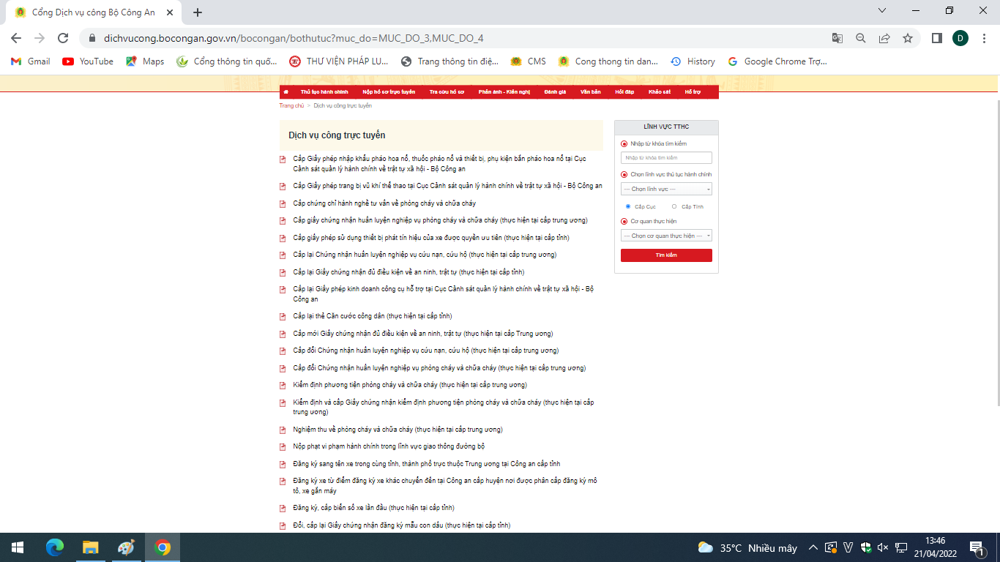 Cổng Dịch vụ công Bộ Công An
dichvucong.bocongan.gov.vn/bocongan/bothutuc?muc_do=MUC_DO_3,MUC_DO_4
D
Gmail
YouTube
Maps
Cổng thông tin quố...
THƯ VIỆN PHÁP LU...
Trang thông tin điệ...
CMS
Cong thong tin dan...
History
Google Chrome Trợ...
Thủ tục hành chính
Nộp hồ sơ trực tuyến
Tra cứu hồ sơ
Phản ánh - Kiến nghị
Đánh giá
Văn bản
Hỏi đáp
Khảo sát
Hỗ trợ
Trang chủ > Dịch vụ công trực tuyến
Dịch vụ công trực tuyến
Cấp Giấy phép nhập khẩu pháo hoa nổ, thuốc pháo nổ và thiết bị, phụ kiện bắn pháo hoa nổ tại Cục
Cảnh sát quản lý hành chính về trật tự xã hội - Bộ Công an
Cấp Giấy phép trang bị vũ khí thể thao tại Cục Cảnh sát quản lý hành chính về trật tự xã hội - Bộ Công an
Cấp chứng chỉ hành nghề tư vấn về phòng cháy và chữa cháy
Cấp giấy chứng nhận huấn luyện nghiệp vụ phòng cháy và chữa cháy (thực hiện tại cấp trung ương)
Cấp giấy phép sử dụng thiết bị phát tín hiệu của xe được quyền ưu tiên (thực hiện tại cấp tỉnh)
Cấp lại Chứng nhận huấn luyện nghiệp vụ cứu nạn, cứu hộ (thực hiện tại cấp trung ương)
Cấp lại Giấy chứng nhận đủ điều kiện về an ninh, trật tự (thực hiện tại cấp tỉnh)
Cấp lại Giấy phép kinh doanh công cụ hỗ trợ tại Cục Cảnh sát quản lý hành chính về trật tự xã hội - Bộ
Công an
Cấp lại thẻ Căn cước công dân (thực hiện tại cấp tỉnh)
Cấp mới Giấy chứng nhận đủ điều kiện về an ninh, trật tự (thực hiện tại cấp Trung ương)
Cấp đổi Chứng nhận huấn luyện nghiệp vụ cứu nạn, cứu hộ (thực hiện tại cấp trung ương)
Cấp đổi Chứng nhận huấn luyện nghiệp vụ phòng cháy và chữa cháy (thực hiện tại cấp trung ương)
Kiểm định phương tiện phòng cháy và chữa cháy (thực hiện tại cấp trung ương)
Kiểm định và cấp Giấy chứng nhận kiểm định phương tiện phòng cháy và chữa cháy (thực hiện tại cấp
trung ương)
Nghiệm thu về phòng cháy và chữa cháy (thực hiện tại cấp trung ương)
Nộp phạt vi phạm hành chính trong lĩnh vực giao thông đường bộ
Đăng ký sang tên xe trong cùng tỉnh, thành phố trực thuộc Trung ương tại Công an cấp tỉnh
Đăng ký xe từ điểm đăng ký xe khác chuyển đến tại Công an cấp huyện nơi được phân cấp đăng ký mô
tô, xe gắn máy
Đăng ký, cấp biển số xe lần đầu (thực hiện tại cấp tỉnh)
Đổi, cấp lại Giấy chứng nhận đăng ký mẫu con dấu (thực hiện tại cấp tỉnh)
LĨNH VỰC TTHC
Nhập từ khóa tìm kiếm
Nhập từ khóa tìm kiếm
Chọn lĩnh vực thủ tục hành chính
--- Chọn lĩnh vực ---
Cấp Cục
Cấp Tỉnh
Cơ quan thực hiện
--- Chọn cơ quan thực hiện ---
Tìm kiếm
35°C Nhiều mây
13:46
21/04/2022
1